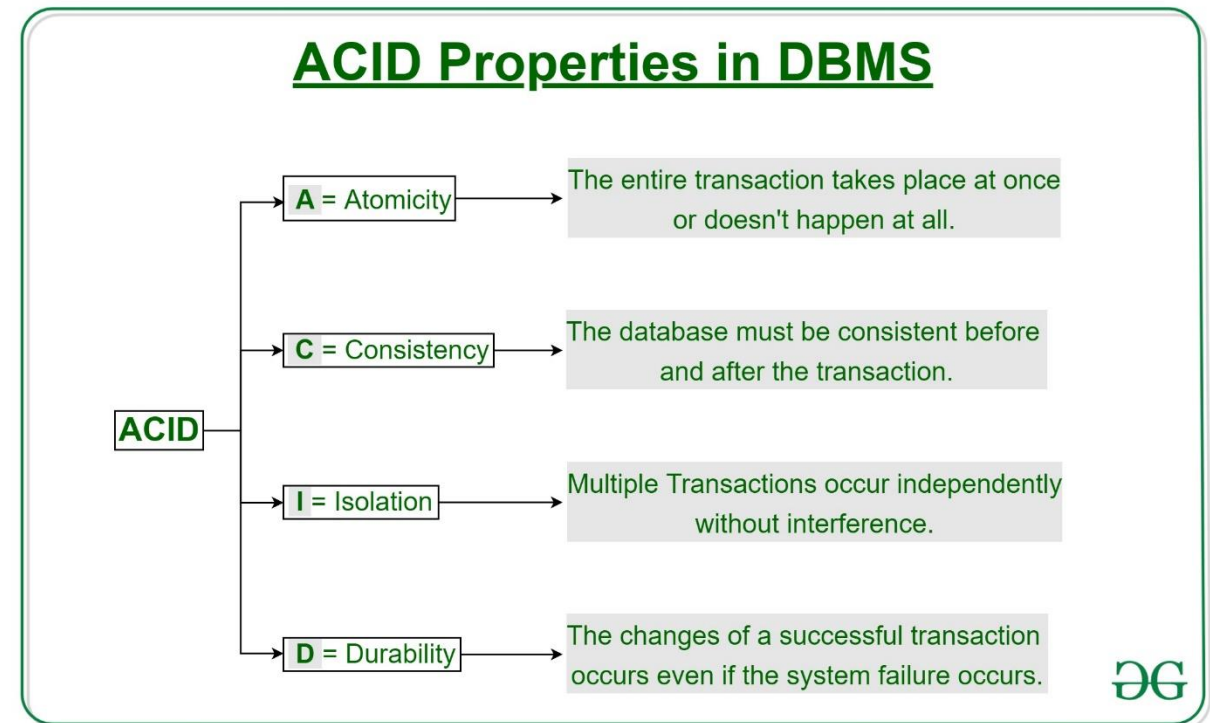 ACID Properties in DBMS
A = Atomicity
The entire transaction takes place at once
or doesn't happen at all.
C = Consistency
The database must be consistent before
and after the transaction.
ACID
I = Isolation
Multiple Transactions occur independently
without interference.
D = Durability
The changes of a successful transaction
occurs even if the system failure occurs.